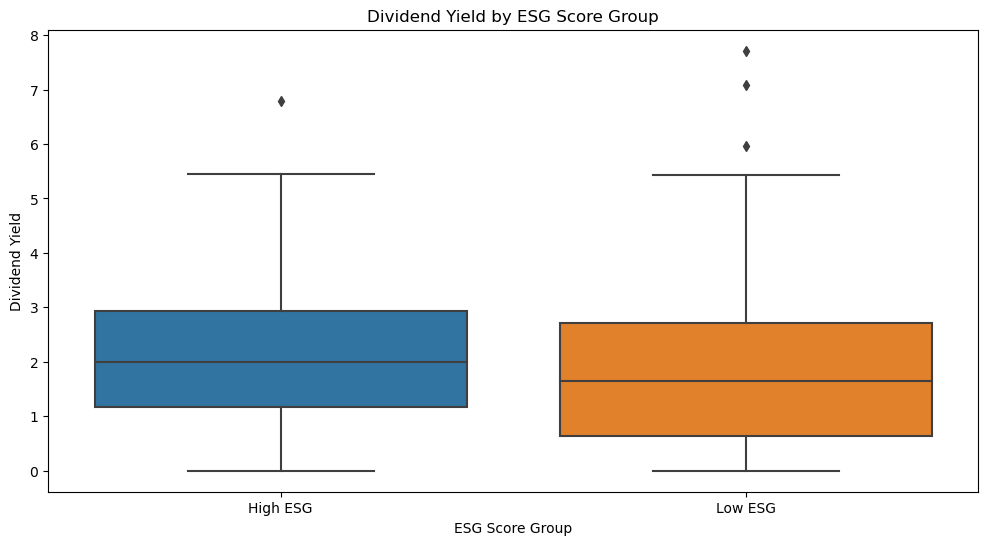 Dividend Yield by ESG Score Group
8
7
6
5
4
3
2
1
0
Dividend Yield
High ESG
Low ESG
ESG Score Group